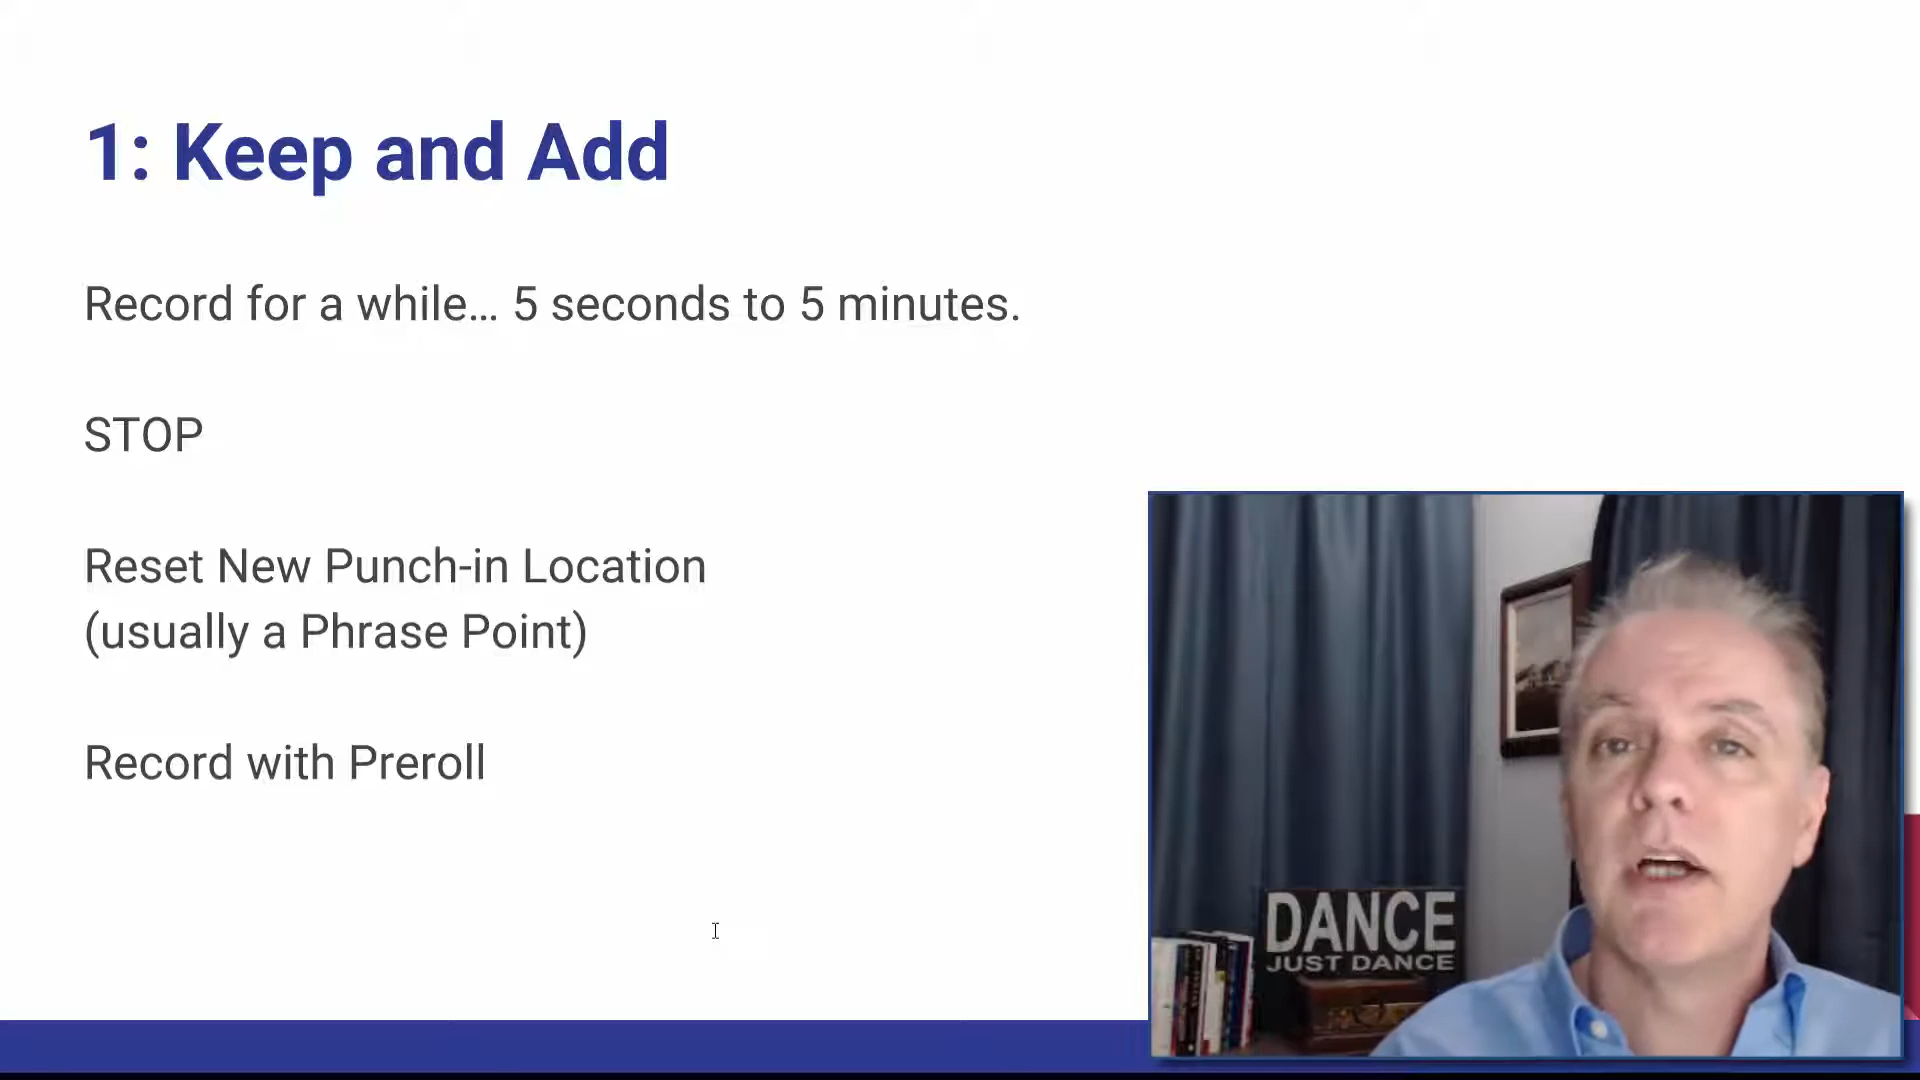 1: Keep and Add
Record for a while... 5 seconds to 5 minutes.
STOP
Reset New Punch-in Location
(usually a Phrase Point)
Record with Preroll
DANCE
JUST DANCE